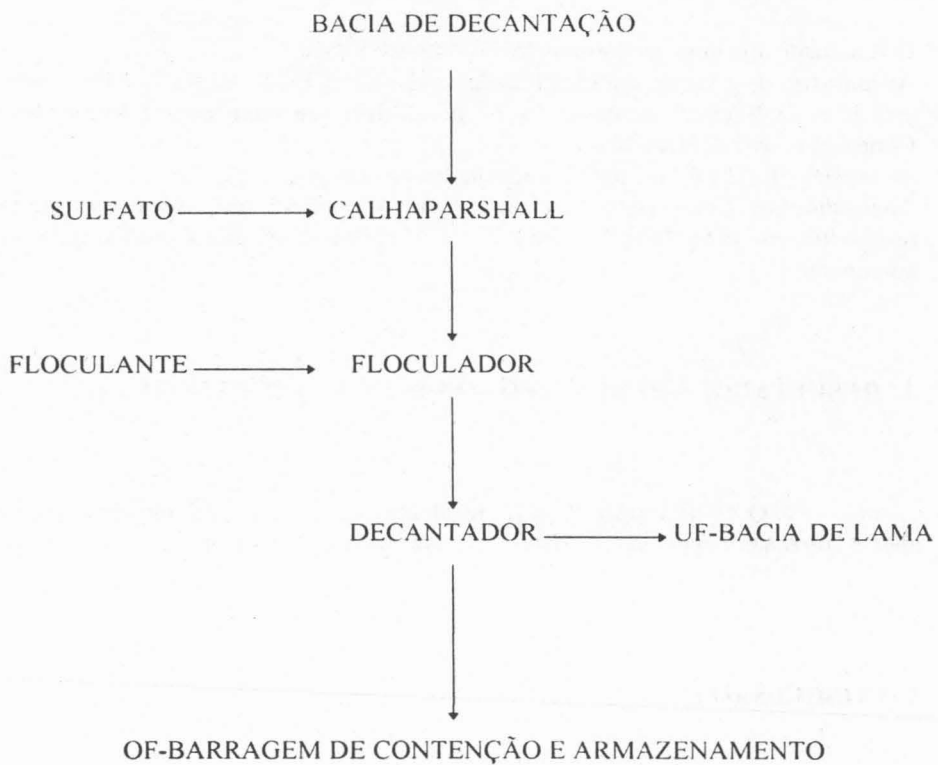 BACIA DE DECANTAÇÃO
SULFATO CALHAPARSHALL
FLOCULANTE FLOCULADOR
DECANTADOR UF-BACIA DE LAMA
OF-BARRAGEM DE CONTENÇÃO E ARMAZENAMENTO